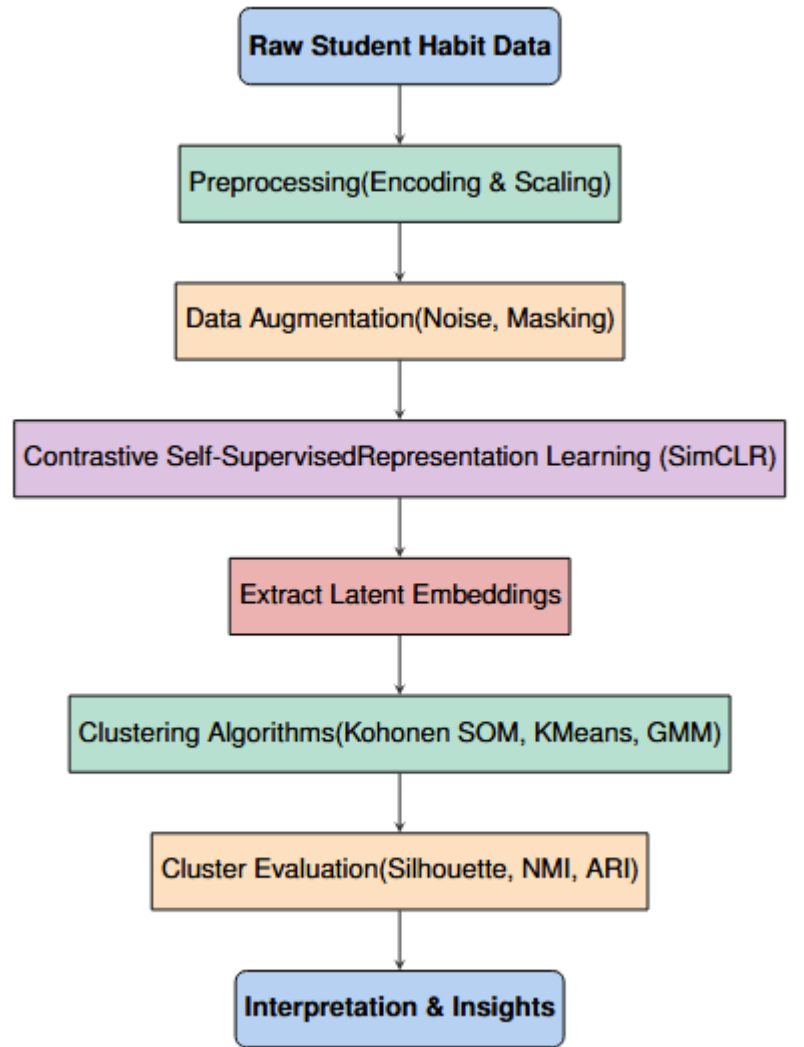 Raw Student Habit Data
Preprocessing(Encoding & Scaling)
Data Augmentation(Noise, Masking)
Contrastive Self-SupervisedRepresentation Learning (SimCLR)
Extract Latent Embeddings
Clustering Algorithms(Kohonen SOM, KMeans, GMM)
Cluster Evaluation(Silhouette, NMI, ARI)
Interpretation & Insights